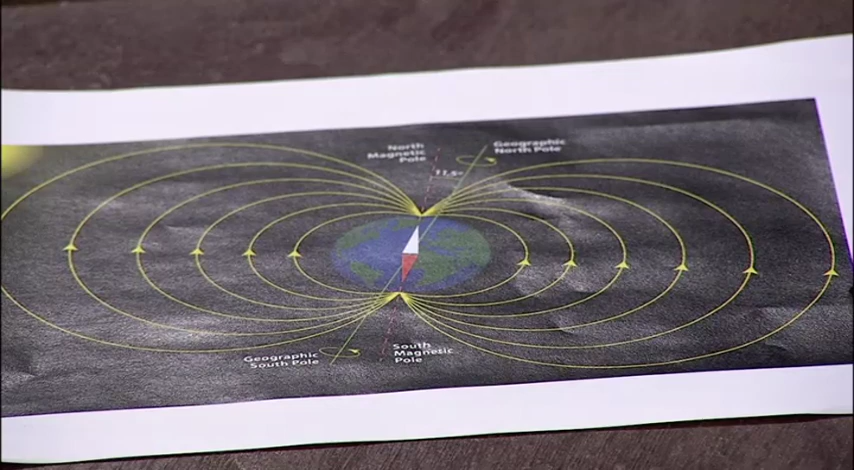 North
Magnetic
Pole
Geographic
North Pole
11.5°
Geographic
South Pole
South
Magnetic
Pole